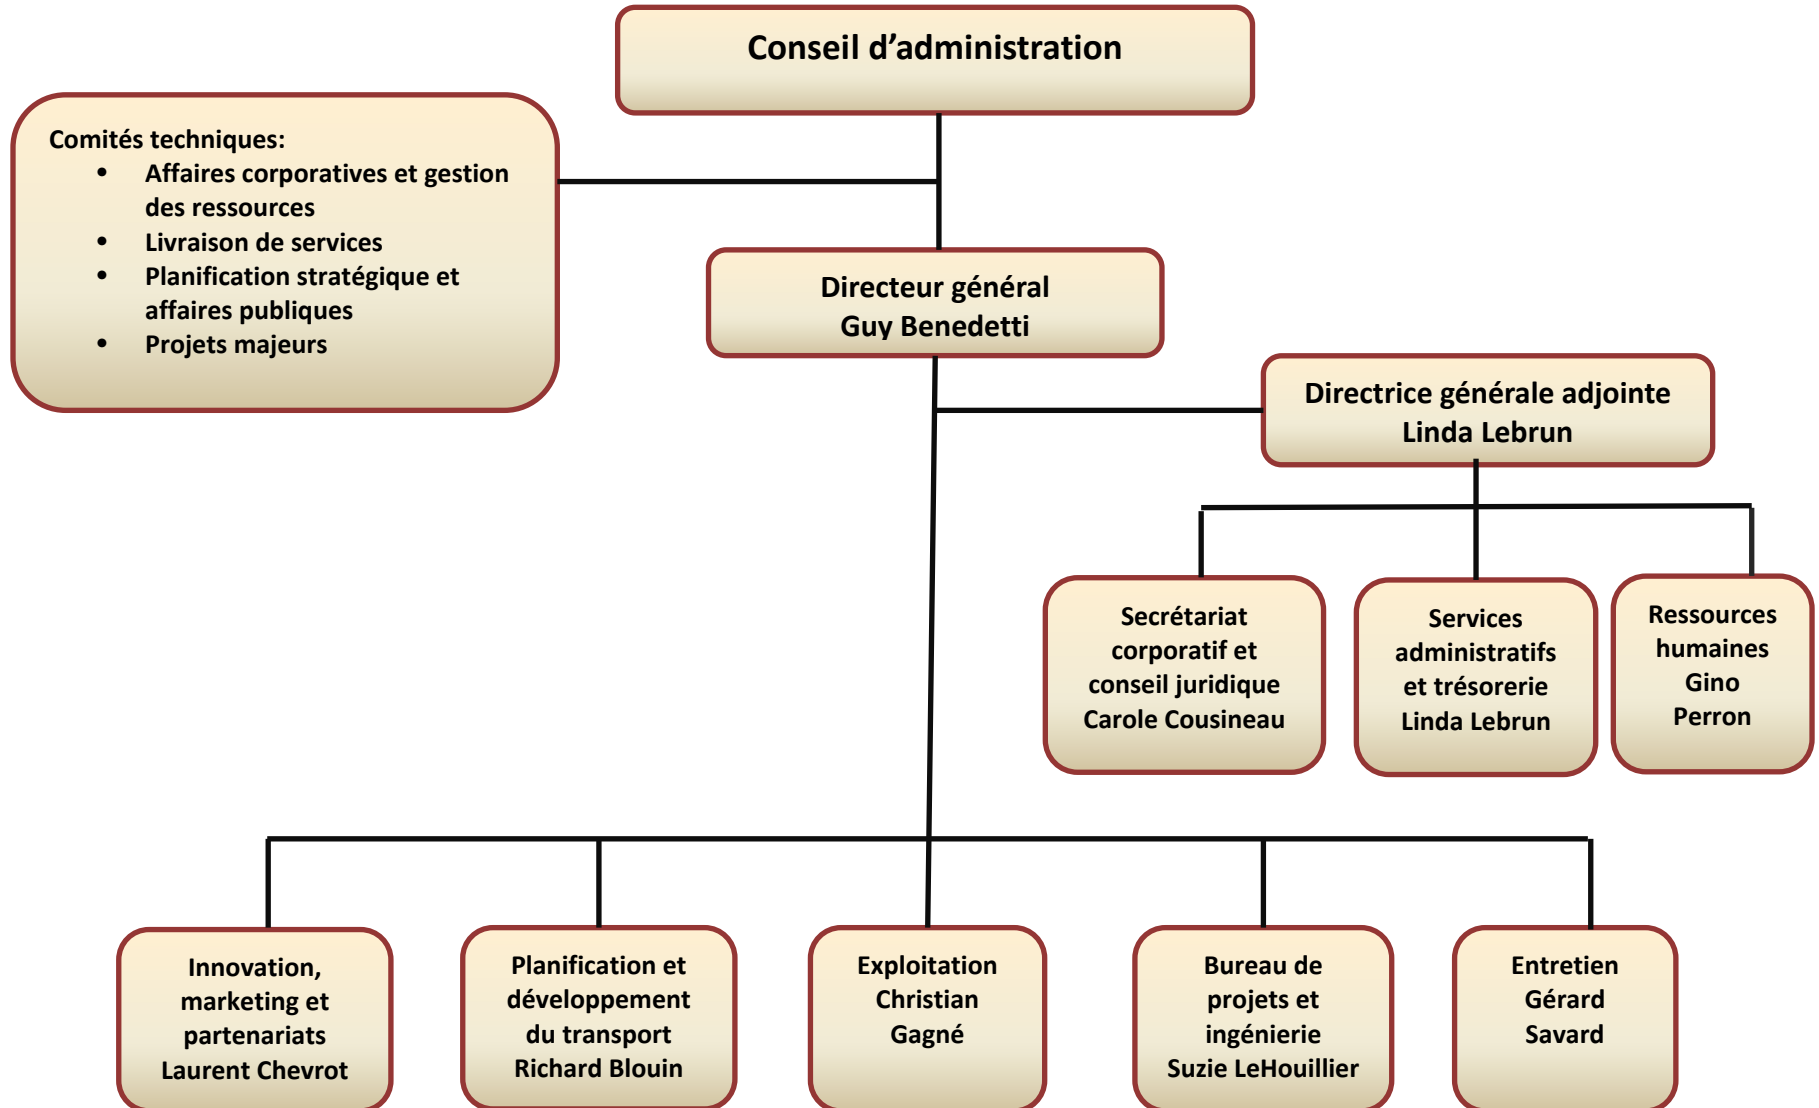 Conseil d’administration
Comités techniques:
• Affaires corporatives et gestion
des ressources
• Livraison de services
• Planification stratégique et
affaires publiques
• Projets majeurs
Directeur général
Guy Benedetti
Directrice générale adjointe
Linda Lebrun
Secrétariat
corporatif et
conseil juridique
Carole Cousineau
Services
administratifs
et trésorerie
Linda Lebrun
Ressources
humaines
Gino
Perron
Innovation,
marketing et
partenariats
Laurent Chevrot
Planification et
développement
du transport
Richard Blouin
Exploitation
Christian
Gagné
Bureau de
projets et
ingénierie
Suzie LeHouillier
Entretien
Gérard
Savard